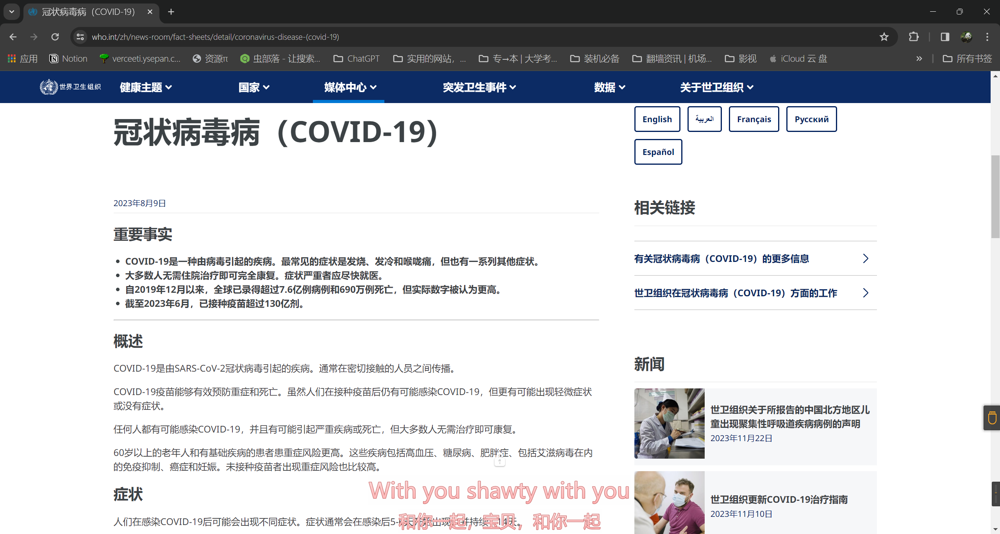 冠状病毒病（COVID-19）
who.int/zh/news-room/fact-sheets/detail/coronavirus-disease-(covid-19)
应用
Notion
verceeti.ysepan.c...
资源π
虫部落 - 让搜索...
ChatGPT
实用的网站，...
专→本 | 大学考...
装机必备
翻墙资讯 | 机场...
影视
iCloud 云 盘
所有书签
世界卫生组织
健康主题
国家
媒体中心
突发卫生事件
数据
关于世卫组织
冠状病毒病（COVID-19）
2023年8月9日
重要事实
COVID-19是一种由病毒引起的疾病。最常见的症状是发烧、发冷和喉咙痛，但也有一系列其他症状。
大多数人无需住院治疗即可完全康复。症状严重者应尽快就医。
自2019年12月以来，全球已录得超过7.6亿例病例和690万例死亡，但实际数字被认为更高。
截至2023年6月，已接种疫苗超过130亿剂。
概述
COVID-19是由SARS-CoV-2冠状病毒引起的疾病。通常在密切接触的人员之间传播。
COVID-19疫苗能够有效预防重症和死亡。虽然人们在接种疫苗后仍有可能感染COVID-19，但更有可能出现轻微症状
或没有症状。
任何人都有可能感染COVID-19，并且有可能引起严重疾病或死亡，但大多数人无需治疗即可康复。
60岁以上的老年人和有基础疾病的患者患重症风险更高。这些疾病包括高血压、糖尿病、肥胖症、包括艾滋病毒在内
的免疫抑制、癌症和妊娠。未接种疫苗者出现重症风险也比较高。
症状
人们在感染COVID-19后可能会出现不同症状。症状通常会在感染后5-
出现
并持续
14天。
With you shawty with you
和你一起，宝贝，和你一起
English
العربية
Français
Русский
Español
相关链接
有关冠状病毒病（COVID-19）的更多信息
世卫组织在冠状病毒病（COVID-19）方面的工作
新闻
世卫组织关于所报告的中国北方地区儿
童出现聚集性呼吸道疾病病例的声明
2023年11月22日
世卫组织更新COVID-19治疗指南
2023年11月10日